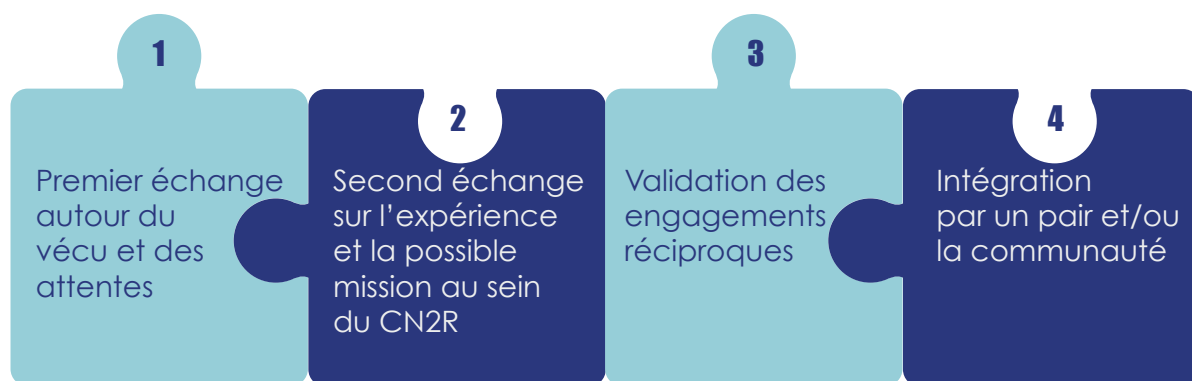 1
Premier échange
autour du
vécu et des
attentes
2
Second échange
sur l’expérience
et la possible
mission au sein
du CN2R
3
Validation des
engagements
réciproques
4
Intégration
par un pair et/ou
la communauté